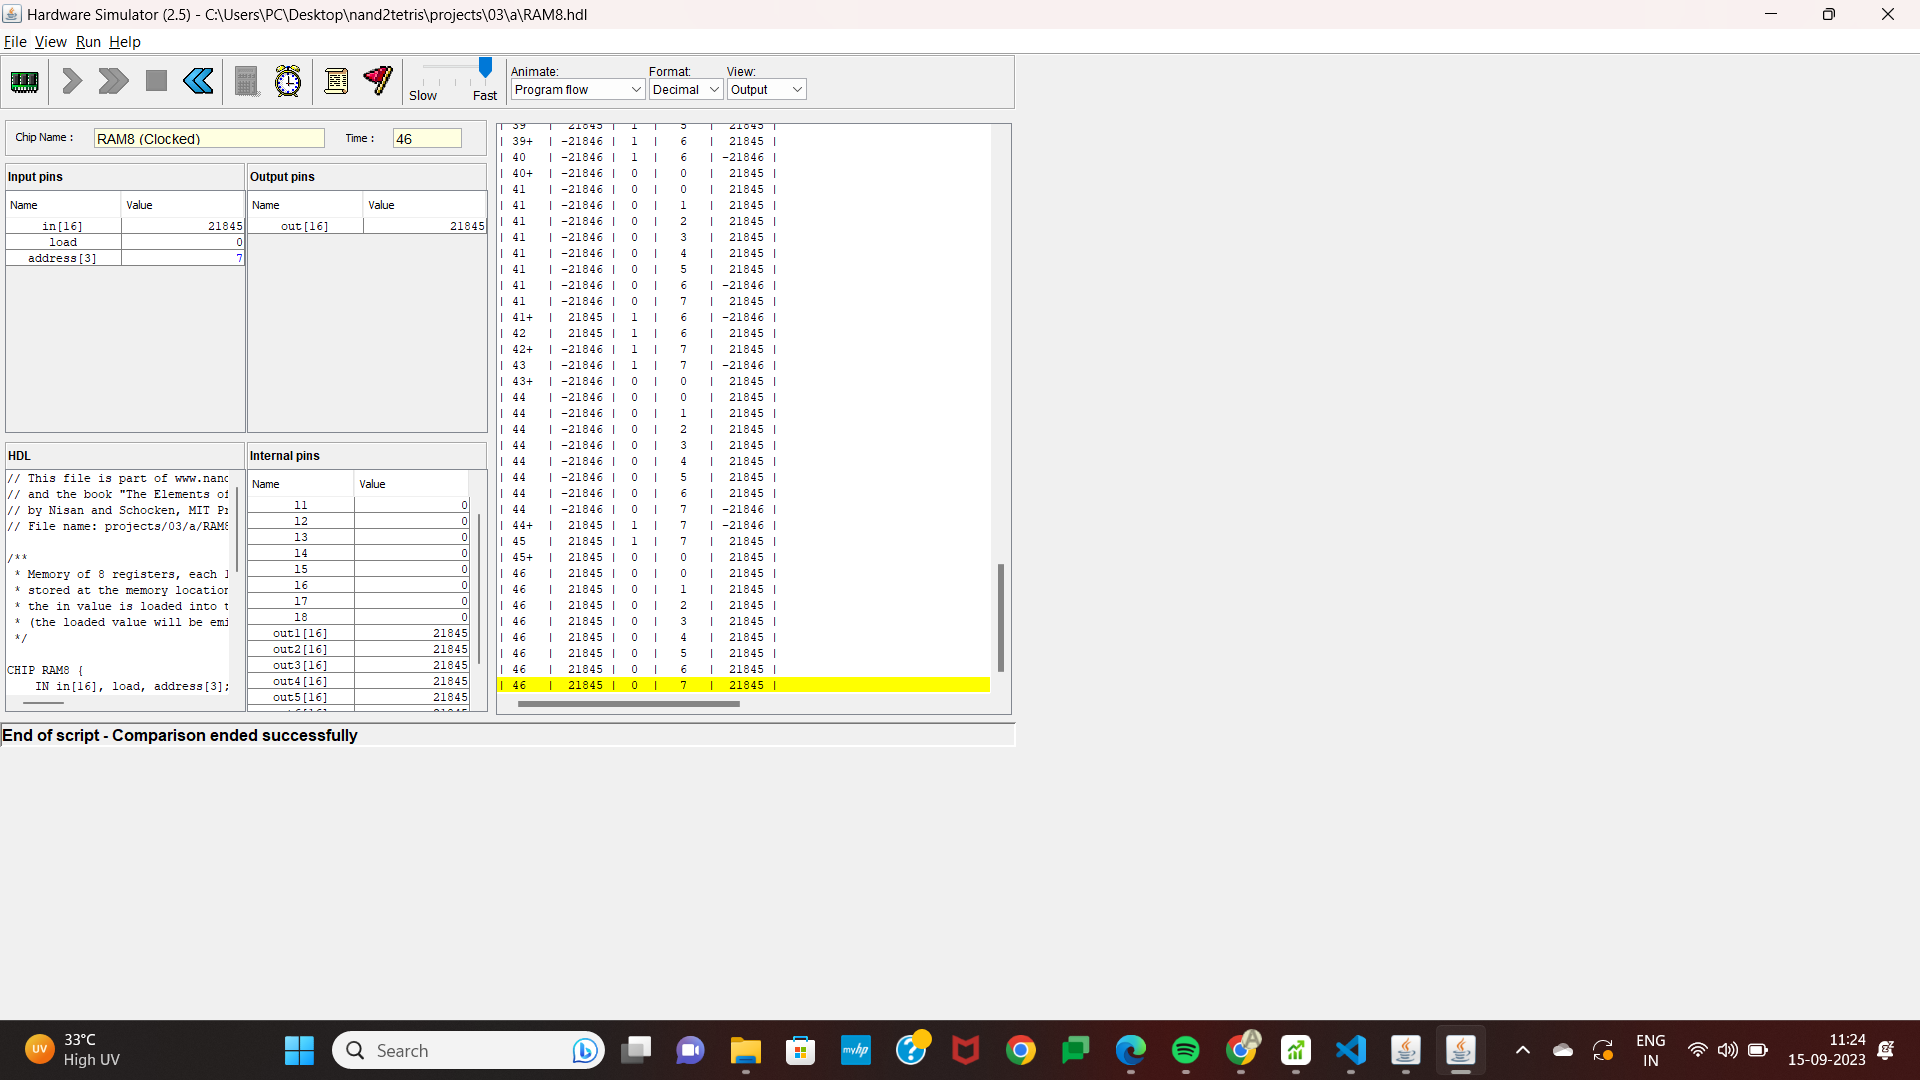 Hardware Simulator (2.5) - C:\Users\PC\Desktop\nand2tetris\projects\03\a\RAM8.hdl
File View Run Help
Animate: Format: View:
Slow Fast Program flow Decimal Output
Chip Name : RAM8 (Clocked) Time : 46
Input pins
Name Value
in[16] 21845
load 0
address[3] 7
Output pins
Name Value
out[16] 21845
HDL
// This file is part of www.nand
// and the book "The Elements of
// by Nisan and Schocken, MIT Pr
// File name: projects/03/a/RAM8
/**
* Memory of 8 registers, each 1
* stored at the memory location
* the in value is loaded into t
* (the loaded value will be emi
*/
CHIP RAM8 {
IN in[16], load, address[3];
Internal pins
Name Value
l1 0
l2 0
l3 0
l4 0
l5 0
l6 0
l7 0
l8 0
out1[16] 21845
out2[16] 21845
out3[16] 21845
out4[16] 21845
out5[16] 21845
| 39 | 21845 | 1 | 5 | 21845 |
| 39+ | -21846 | 1 | 6 | 21845 |
| 40 | -21846 | 1 | 6 | -21846 |
| 40+ | -21846 | 0 | 0 | 21845 |
| 41 | -21846 | 0 | 0 | 21845 |
| 41 | -21846 | 0 | 1 | 21845 |
| 41 | -21846 | 0 | 2 | 21845 |
| 41 | -21846 | 0 | 3 | 21845 |
| 41 | -21846 | 0 | 4 | 21845 |
| 41 | -21846 | 0 | 5 | 21845 |
| 41 | -21846 | 0 | 6 | -21846 |
| 41 | -21846 | 0 | 7 | 21845 |
| 41+ | 21845 | 1 | 6 | -21846 |
| 42 | 21845 | 1 | 6 | 21845 |
| 42+ | -21846 | 1 | 7 | 21845 |
| 43 | -21846 | 1 | 7 | -21846 |
| 43+ | -21846 | 0 | 0 | 21845 |
| 44 | -21846 | 0 | 0 | 21845 |
| 44 | -21846 | 0 | 1 | 21845 |
| 44 | -21846 | 0 | 2 | 21845 |
| 44 | -21846 | 0 | 3 | 21845 |
| 44 | -21846 | 0 | 4 | 21845 |
| 44 | -21846 | 0 | 5 | 21845 |
| 44 | -21846 | 0 | 6 | 21845 |
| 44 | -21846 | 0 | 7 | -21846 |
| 44+ | 21845 | 1 | 7 | -21846 |
| 45 | 21845 | 1 | 7 | 21845 |
| 45+ | 21845 | 0 | 0 | 21845 |
| 46 | 21845 | 0 | 0 | 21845 |
| 46 | 21845 | 0 | 1 | 21845 |
| 46 | 21845 | 0 | 2 | 21845 |
| 46 | 21845 | 0 | 3 | 21845 |
| 46 | 21845 | 0 | 4 | 21845 |
| 46 | 21845 | 0 | 5 | 21845 |
| 46 | 21845 | 0 | 6 | 21845 |
| 46 | 21845 | 0 | 7 | 21845 |
End of script - Comparison ended successfully
UV 33°C
High UV
Search
myhp
A
ENG
IN
11:24
15-09-2023